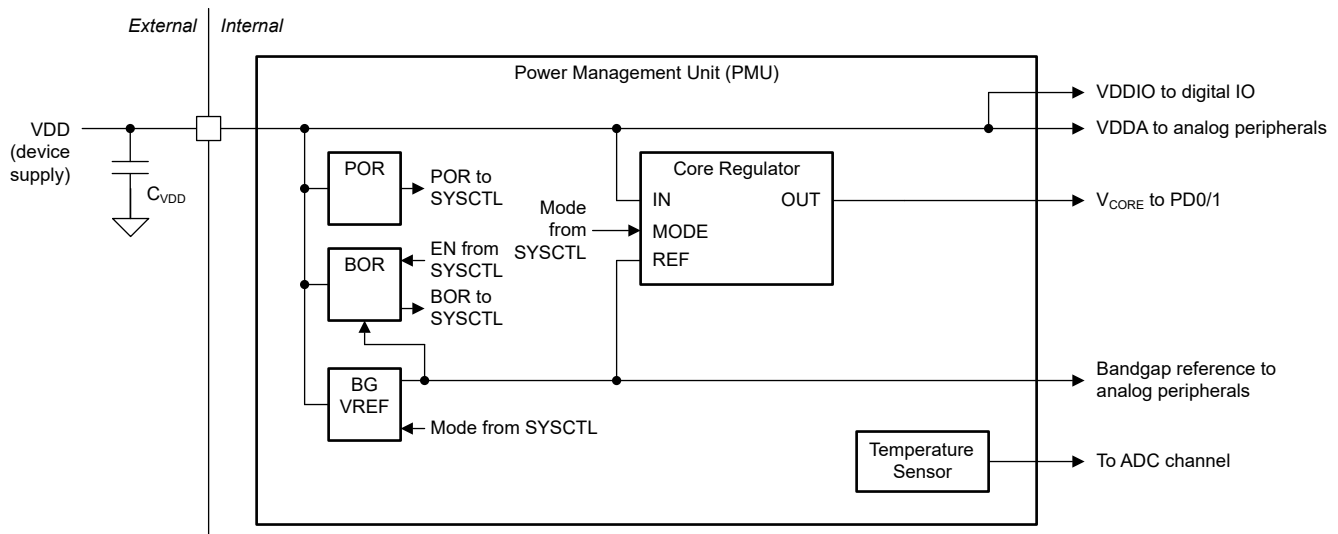 External Internal
Power Management Unit (PMU)
VDD
(device
supply)
C_VDD
POR
POR to
SYSCTL
BOR
EN from
SYSCTL
BOR to
SYSCTL
BG
VREF
Mode from SYSCTL
Mode
from
SYSCTL
Core Regulator
IN OUT
MODE
REF
Temperature
Sensor
VDDIO to digital IO
VDDA to analog peripherals
V_CORE to PD0/1
Bandgap reference to
analog peripherals
To ADC channel